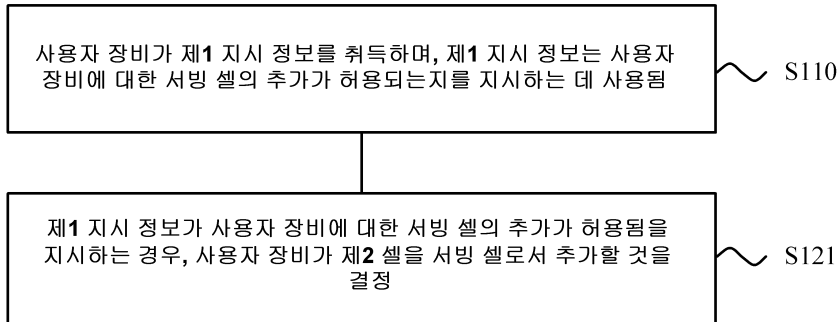 사용자 장비가 제1 지시 정보를 취득하며, 제1 지시 정보는 사용자
장비에 대한 서빙 셀의 추가가 허용되는지를 지시하는 데 사용됨
S110
제1 지시 정보가 사용자 장비에 대한 서빙 셀의 추가가 허용됨을
지시하는 경우, 사용자 장비가 제2 셀을 서빙 셀로서 추가할 것을
결정
S121